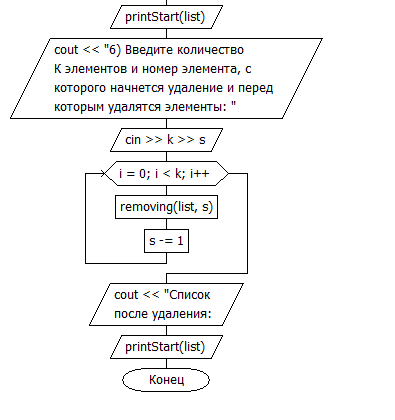 printStart(list)
cout << "б) Введите количество
К элементов и номер элемента, с
которого начнется удаление и перед
которым удалятся элементы: "
cin >> k >> s
i = 0; i < k; i++
removing(list, s)
s -= 1
cout << "Список
после удаления:
printStart(list)
Конец